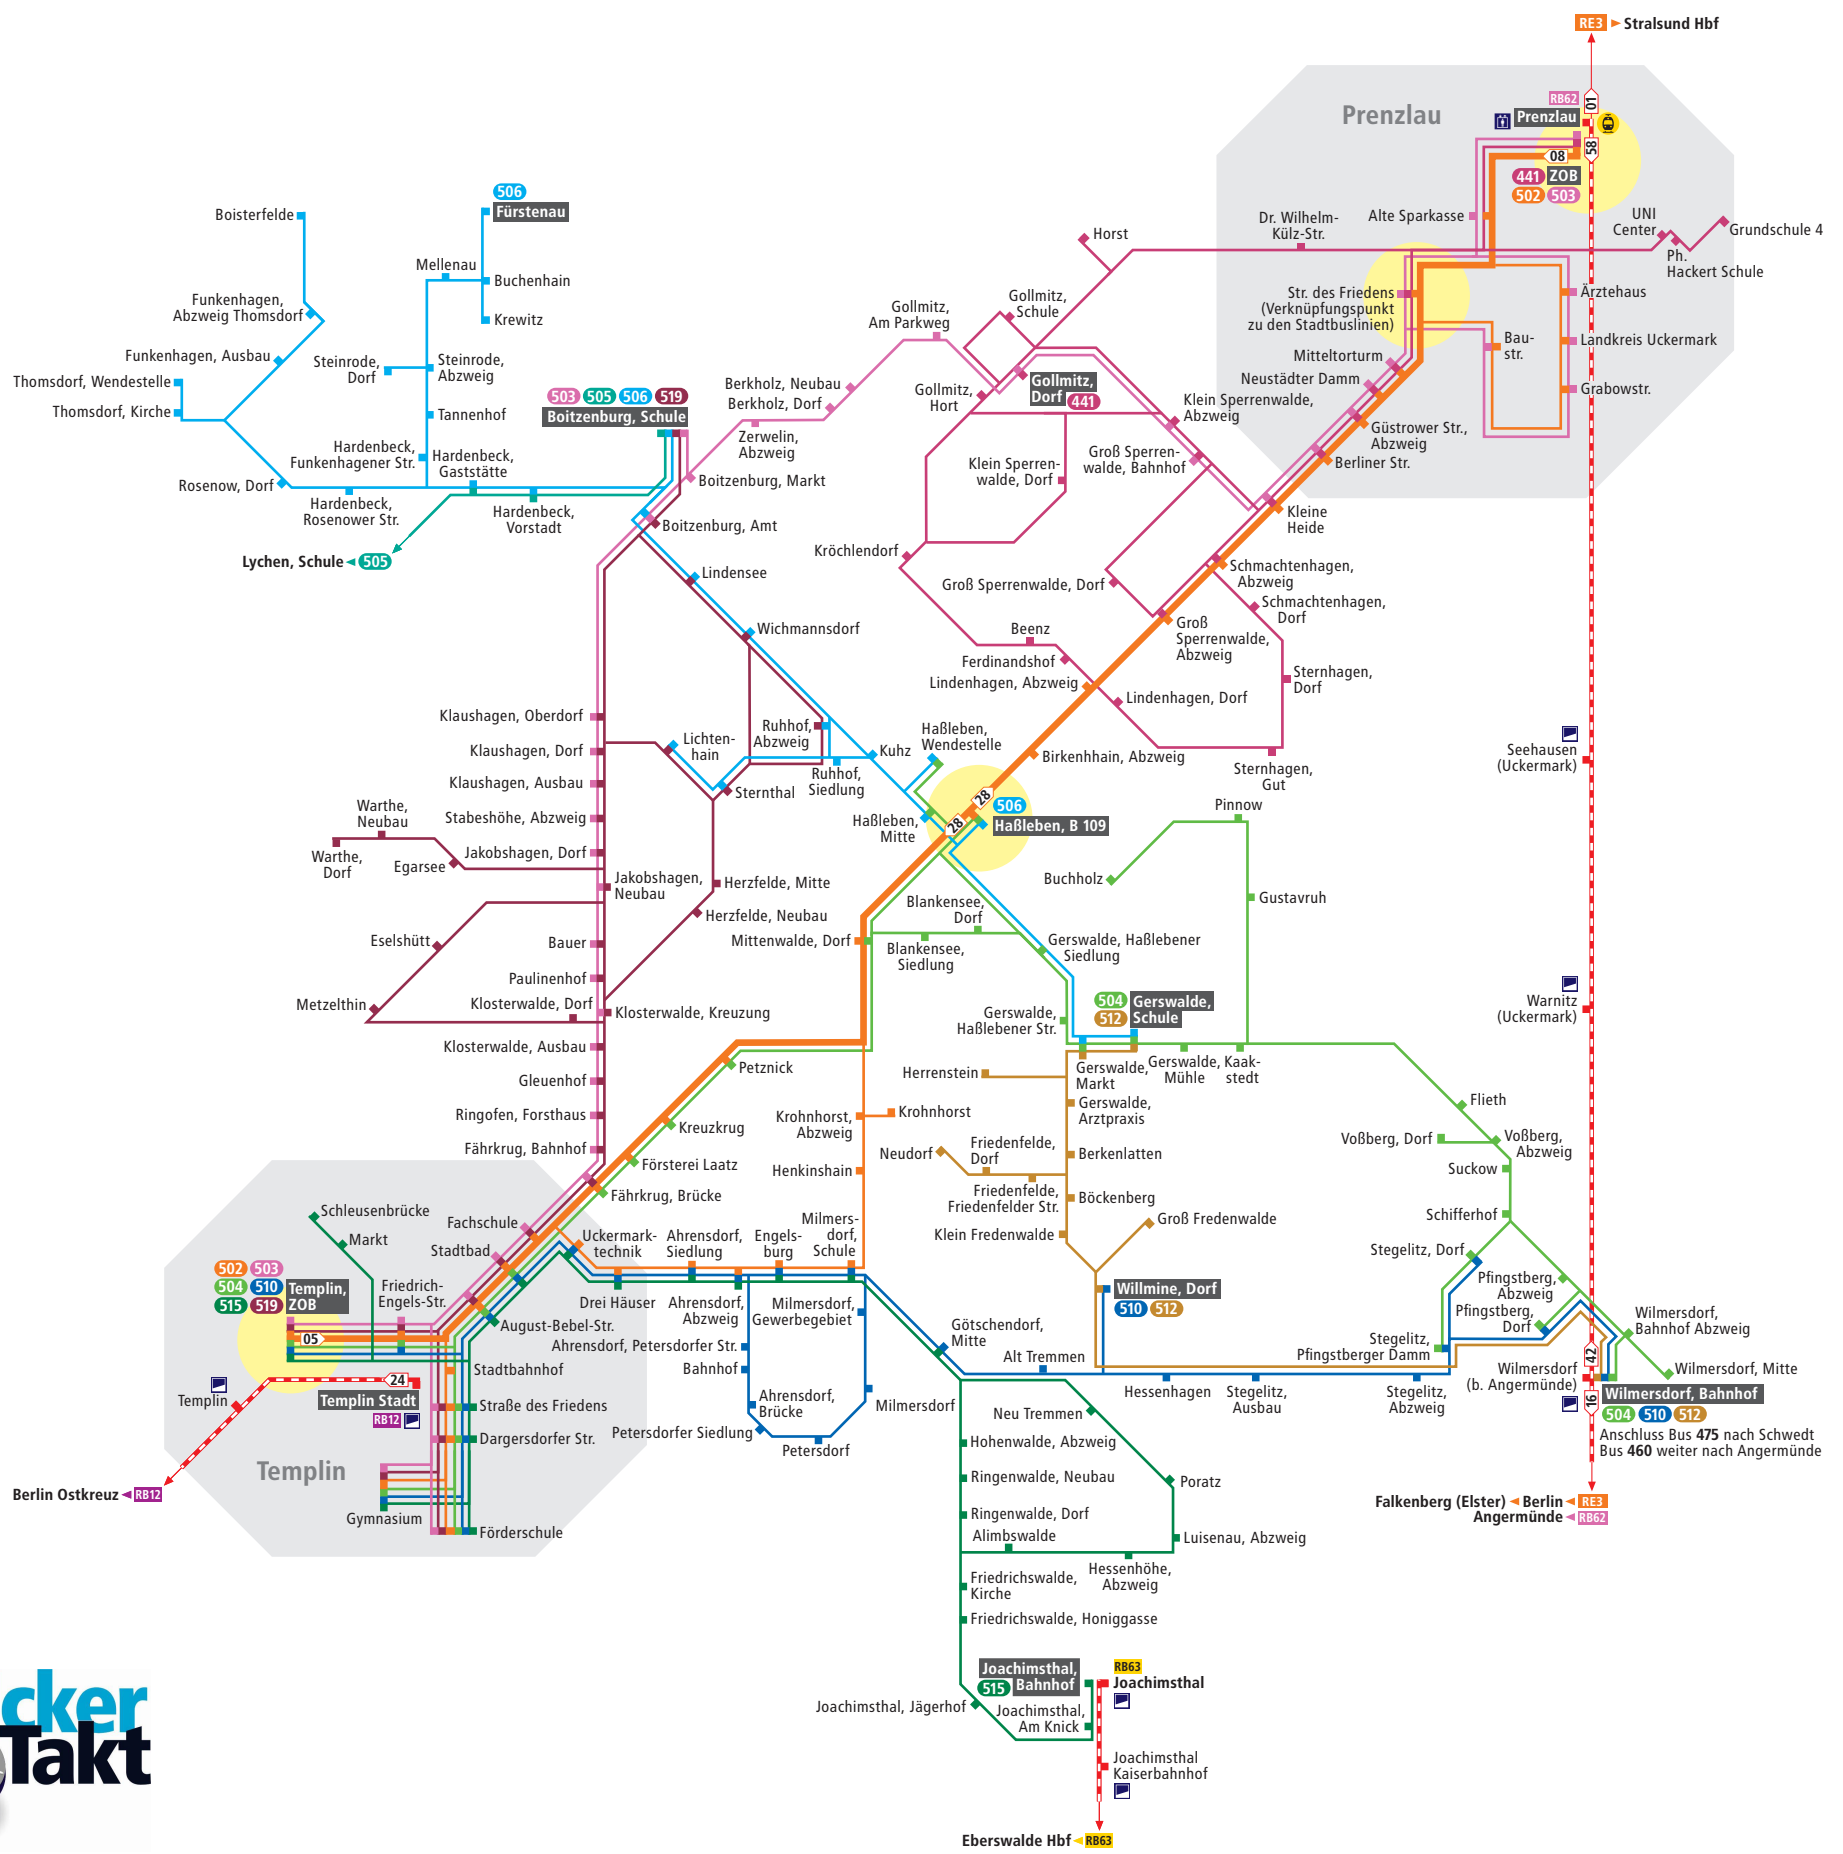 RE3 Stralsund Hbf
Prenzlau
RB62
Prenzlau
01
58
08
441 ZOB
502 503
Alte Sparkasse
UNI
Center
Grundschule 4
Ph.
Hackert Schule
Dr. Wilhelm-
Külz-Str.
Horst
Str. des Friedens
(Verknüpfungspunkt
zu den Stadtbuslinien)
Ärztehaus
Bau-
str.
Landkreis Uckermark
Grabowstr.
Mitteltorturm
Neustädter Damm
Güstrower Str.,
Abzweig
Berliner Str.
506
Fürstenau
Boisterfelde
Mellenau
Buchenhain
Krewitz
Funkenhagen,
Abzweig Thomsdorf
Funkenhagen, Ausbau
Steinrode,
Dorf
Steinrode,
Abzweig
Thomsdorf, Wendestelle
Thomsdorf, Kirche
Tannenhof
Hardenbeck,
Funkenhagener Str.
Hardenbeck,
Gaststätte
Rosenow, Dorf
Hardenbeck,
Rosenower Str.
Hardenbeck,
Vorstadt
Lychen, Schule 505
503 505 506 519
Boitzenburg, Schule
Gollmitz,
Am Parkweg
Gollmitz,
Schule
Berkholz, Neubau
Berkholz, Dorf
Zerwelin,
Abzweig
Boitzenburg, Markt
Boitzenburg, Amt
Gollmitz,
Hort
Gollmitz,
Dorf 441
Klein Sperrenwalde,
Abzweig
Klein Sperren-
walde, Dorf
Groß Sperren-
walde, Bahnhof
Kleine
Heide
Kröchlendorf
Groß Sperrenwalde, Dorf
Schmachtenhagen,
Abzweig
Schmachtenhagen,
Dorf
Groß
Sperrenwalde,
Abzweig
Beenz
Ferdinandshof
Lindenhagen, Abzweig
Lindenhagen, Dorf
Sternhagen,
Dorf
Sternhagen,
Gut
Birkenhhain, Abzweig
Lindensee
Wichmannsdorf
Klaushagen, Oberdorf
Klaushagen, Dorf
Klaushagen, Ausbau
Stabeshöhe, Abzweig
Jakobshagen, Dorf
Jakobshagen,
Neubau
Lichten-
hain
Ruhhof,
Abzweig
Ruhhof,
Siedlung
Sternthal
Kuhz
Haßleben,
Wendestelle
Haßleben,
Mitte
28
28
506
Haßleben, B 109
Warthe,
Neubau
Warthe,
Dorf
Egarsee
Herzfelde, Mitte
Herzfelde, Neubau
Eselshütt
Bauer
Paulinenhof
Metzelthin
Klosterwalde, Dorf
Klosterwalde, Kreuzung
Klosterwalde, Ausbau
Gleuenhof
Ringofen, Forsthaus
Fährkrug, Bahnhof
Mittenwalde, Dorf
Blankensee,
Dorf
Blankensee,
Siedlung
Buchholz
Pinnow
Gustavruh
Gerswalde, Haßlebener
Siedlung
504 Gerswalde,
512 Schule
Gerswalde,
Haßlebener Str.
Gerswalde,
Markt
Gerswalde,
Mühle
Kaak-
stedt
Gerswalde,
Arztpraxis
Herrenstein
Petznick
Kreuzkrug
Försterei Laatz
Fährkrug, Brücke
Krohnhorst,
Abzweig
Krohnhorst
Henkinshain
Neudorf
Friedenfelde,
Dorf
Friedenfelde,
Friedenfelder Str.
Berkenlatten
Böckenberg
Klein Fredenwalde
Groß Fredenwalde
Seehausen
(Uckermark)
Warnitz
(Uckermark)
Flieth
Voßberg, Dorf
Voßberg,
Abzweig
Suckow
Schifferhof
Stegelitz, Dorf
Pfingstberg,
Abzweig
Pfingstberg,
Dorf
Stegelitz,
Pfingstberger Damm
Wilmersdorf,
Bahnhof Abzweig
Wilmersdorf, Mitte
42
16
Wilmersdorf
(b. Angermünde)
Wilmersdorf, Bahnhof
504 510 512
Anschluss Bus 475 nach Schwedt
Bus 460 weiter nach Angermünde
Falkenberg (Elster) Berlin RE3
Angermünde RB62
Willmine, Dorf
510 512
Schleusenbrücke
Markt
Fachschule
Stadtbad
Friedrich-
Engels-Str.
502 503
504 510
515 519
Templin,
ZOB
05
August-Bebel-Str.
Stadtbahnhof
24
Templin
Templin Stadt
RB12
Straße des Friedens
Dargersdorfer Str.
Templin
Gymnasium
Förderschule
Berlin Ostkreuz RB12
Uckermark-
technik
Ahrensdorf,
Siedlung
Engels-
burg
Milmers-
dorf,
Schule
Drei Häuser
Ahrensdorf,
Abzweig
Milmersdorf,
Gewerbegebiet
Ahrensdorf, Petersdorfer Str.
Bahnhof
Ahrensdorf,
Brücke
Petersdorfer Siedlung
Petersdorf
Milmersdorf
Götschendorf,
Mitte
Alt Tremmen
Hessenhagen
Stegelitz,
Ausbau
Stegelitz,
Abzweig
Neu Tremmen
Hohenwalde, Abzweig
Ringenwalde, Neubau
Poratz
Ringenwalde, Dorf
Alimbswalde
Luisenau, Abzweig
Hessenhöhe,
Abzweig
Friedrichswalde,
Kirche
Friedrichswalde, Honiggasse
Joachimsthal,
515 Bahnhof
RB63
Joachimsthal
Joachimsthal, Jägerhof
Joachimsthal,
Am Knick
Joachimsthal
Kaiserbahnhof
Eberswalde Hbf RB63
cker
Takt